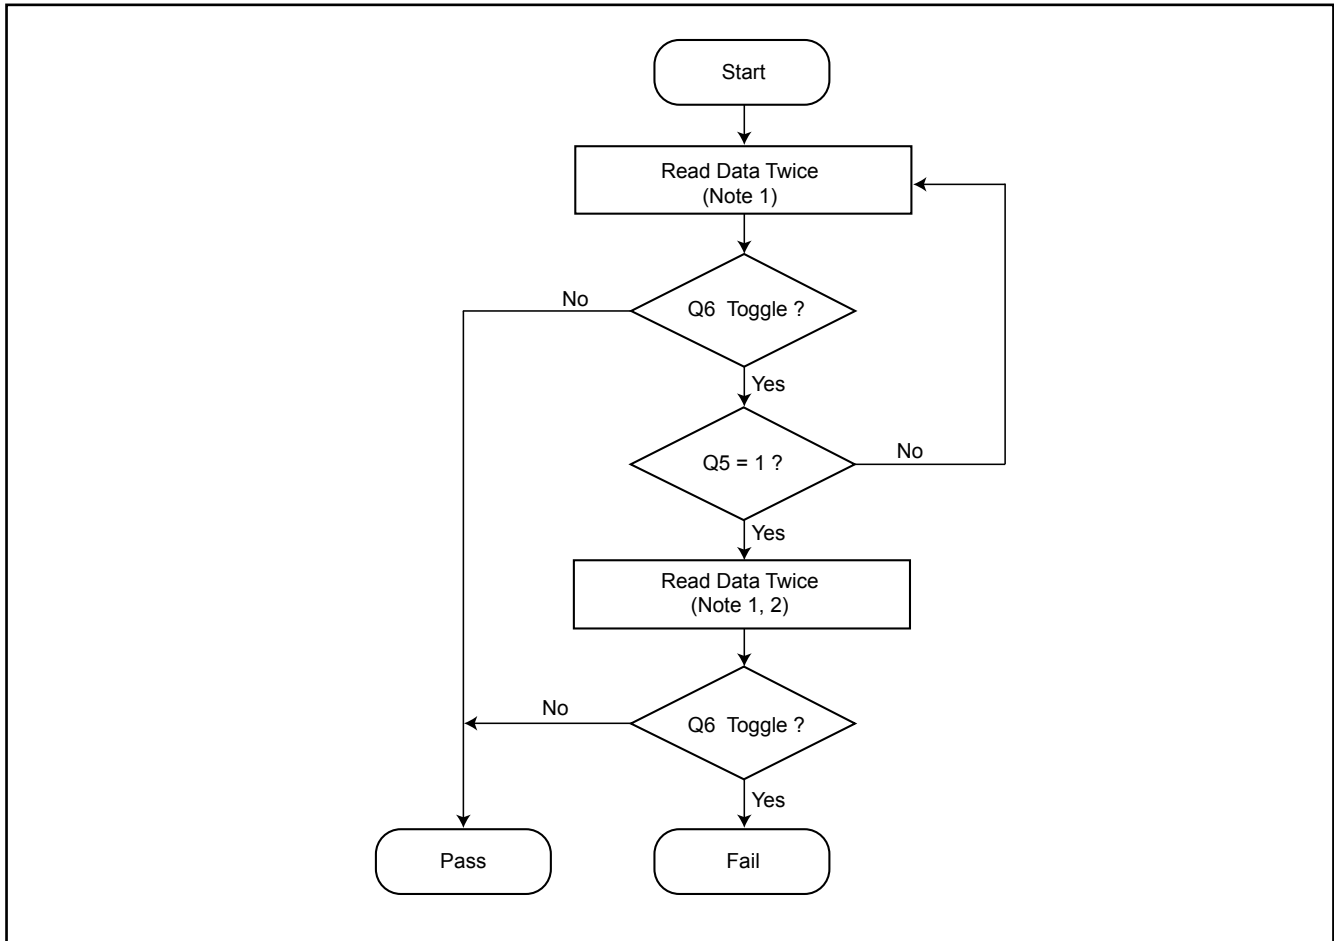 Start
Read Data Twice
(Note 1)
No
Q6 Toggle ?
Yes
Q5 = 1 ?
No
Yes
Read Data Twice
(Note 1, 2)
No
Q6 Toggle ?
Yes
Pass
Fail